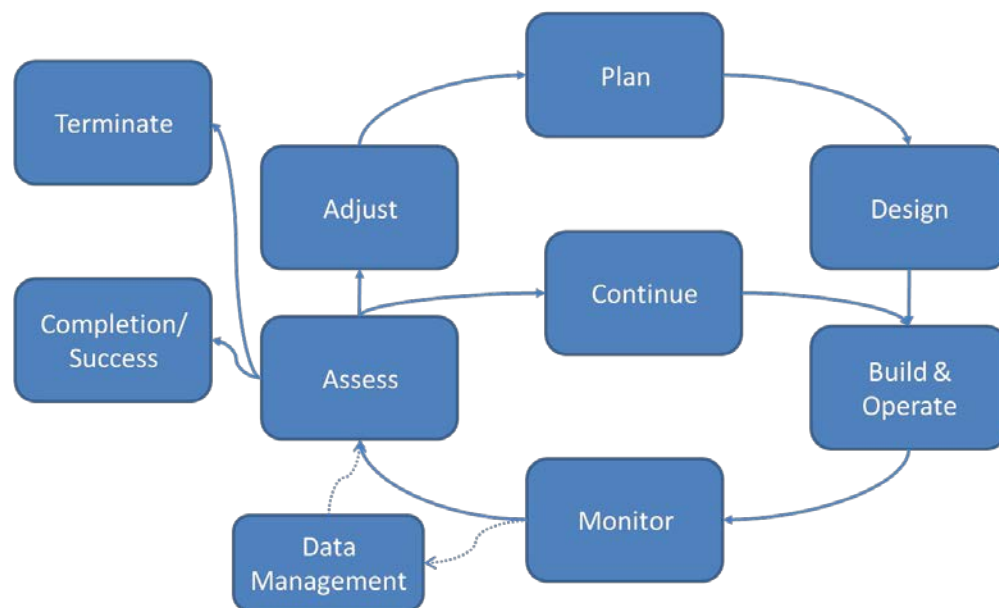 Plan
Terminate
Adjust
Design
Continue
Completion/
Success
Assess
Build &
Operate
Monitor
Data
Management